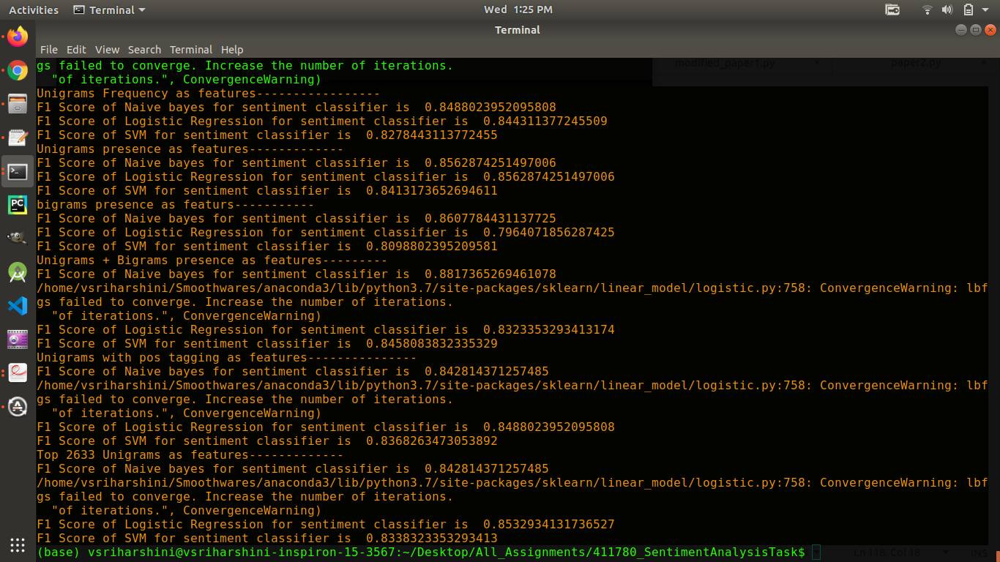 Activities Terminal Wed 1:25 PM
Terminal
File Edit View Search Terminal Help
modified_paper1.py × paper2.py ×
gs failed to converge. Increase the number of iterations.
"of iterations.", ConvergenceWarning)
Unigrams Frequency as features-----------------
F1 Score of Naive bayes for sentiment classifier is 0.8488023952095808
F1 Score of Logistic Regression for sentiment classifier is 0.844311377245509
F1 Score of SVM for sentiment classifier is 0.8278443113772455
Unigrams presence as features-------------
F1 Score of Naive bayes for sentiment classifier is 0.8562874251497006
F1 Score of Logistic Regression for sentiment classifier is 0.8562874251497006
F1 Score of SVM for sentiment classifier is 0.8413173652694611
bigrams presence as featurs-----------
F1 Score of Naive bayes for sentiment classifier is 0.8607784431137725
F1 Score of Logistic Regression for sentiment classifier is 0.7964071856287425
F1 Score of SVM for sentiment classifier is 0.8098802395209581
Unigrams + Bigrams presence as features---------
F1 Score of Naive bayes for sentiment classifier is 0.8817365269461078
/home/vsriharshini/Smoothwares/anaconda3/lib/python3.7/site-packages/sklearn/linear_model/logistic.py:758: ConvergenceWarning: lbf
gs failed to converge. Increase the number of iterations.
"of iterations.", ConvergenceWarning)
F1 Score of Logistic Regression for sentiment classifier is 0.8323353293413174
F1 Score of SVM for sentiment classifier is 0.8458083832335329
Unigrams with pos tagging as features---------------
F1 Score of Naive bayes for sentiment classifier is 0.842814371257485
/home/vsriharshini/Smoothwares/anaconda3/lib/python3.7/site-packages/sklearn/linear_model/logistic.py:758: ConvergenceWarning: lbf
gs failed to converge. Increase the number of iterations.
"of iterations.", ConvergenceWarning)
F1 Score of Logistic Regression for sentiment classifier is 0.8488023952095808
F1 Score of SVM for sentiment classifier is 0.8368263473053892
Top 2633 Unigrams as features-------------
F1 Score of Naive bayes for sentiment classifier is 0.842814371257485
/home/vsriharshini/Smoothwares/anaconda3/lib/python3.7/site-packages/sklearn/linear_model/logistic.py:758: ConvergenceWarning: lbf
gs failed to converge. Increase the number of iterations.
"of iterations.", ConvergenceWarning)
F1 Score of Logistic Regression for sentiment classifier is 0.8532934131736527
F1 Score of SVM for sentiment classifier is 0.8338323353293413
(base) vsriharshini@vsriharshini-inspiron-15-3567:~/Desktop/All_Assignments/411780_SentimentAnalysisTask$
Ln 118, Col 18 INS
PC